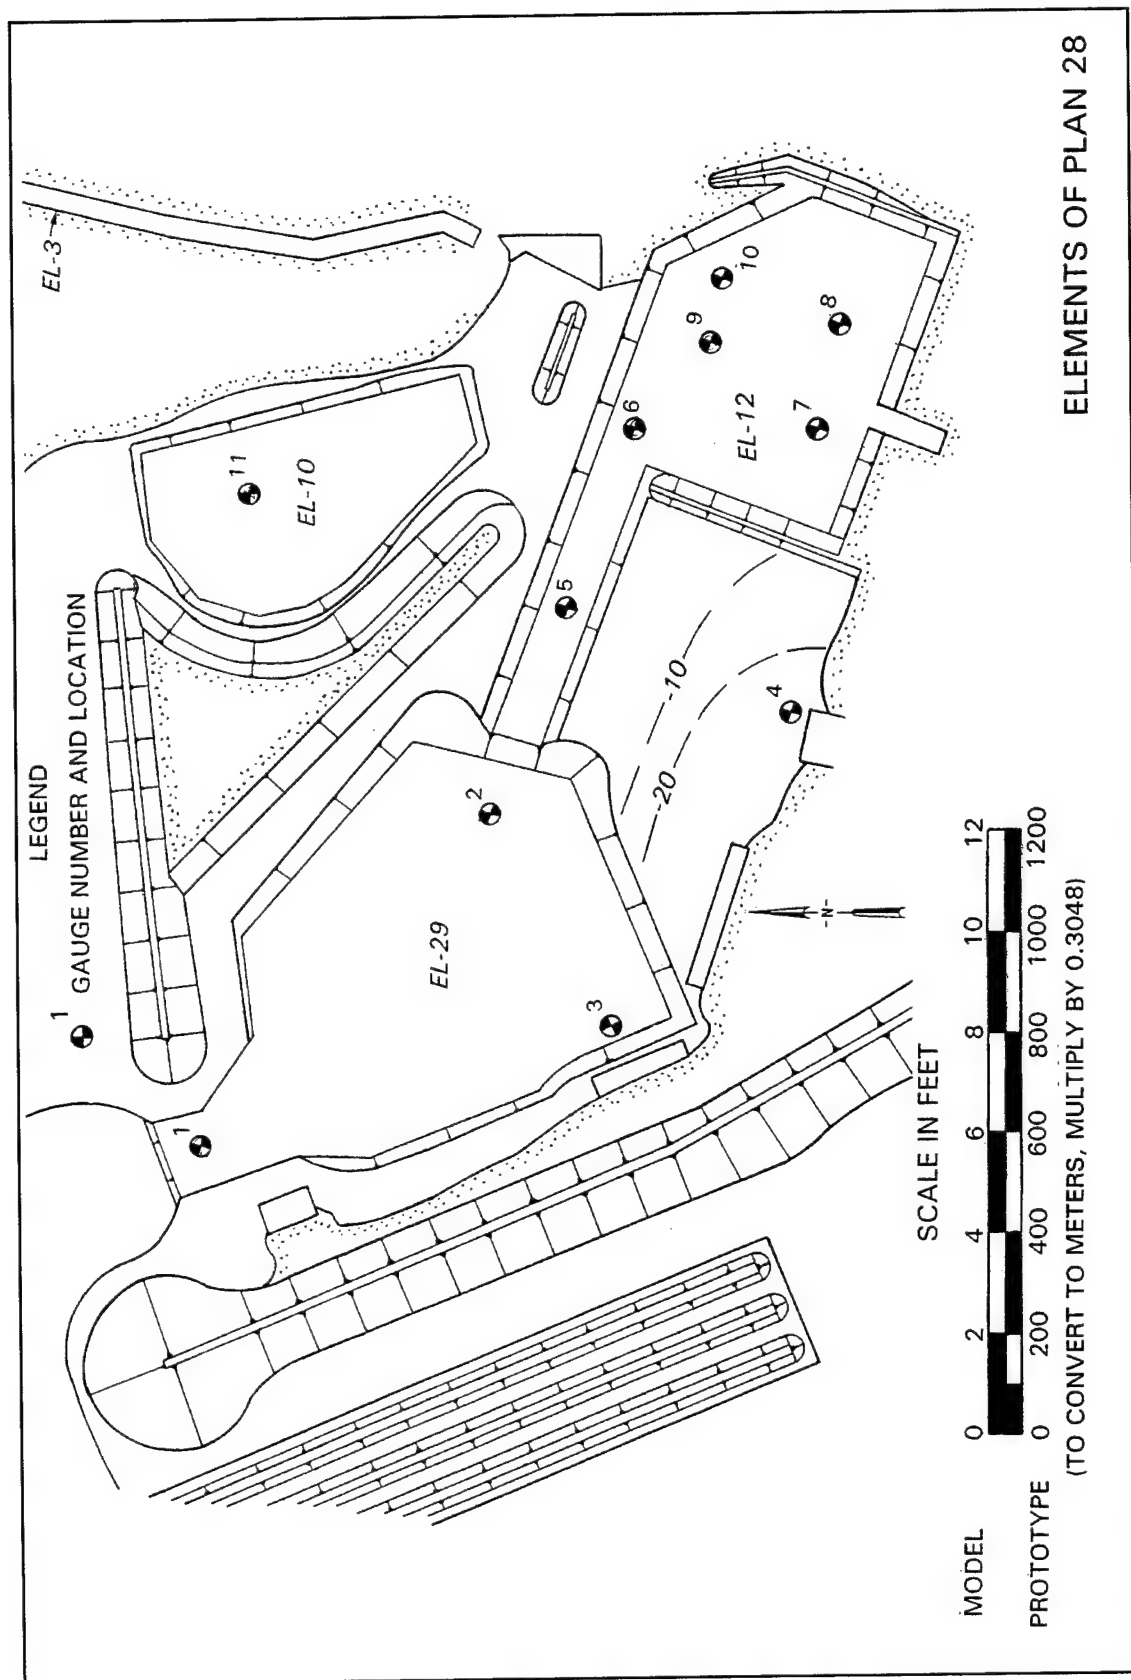 LEGEND
1
GAUGE NUMBER AND LOCATION
EL-3
1
2
3
4
5
6
7
8
9
10
11
EL-10
EL-12
EL-29
-10-
-20-
-N-
SCALE IN FEET
MODEL 0 2 4 6 8 10 12
PROTOTYPE 0 200 400 600 800 1000 1200
(TO CONVERT TO METERS, MULTIPLY BY 0.3048)
ELEMENTS OF PLAN 28